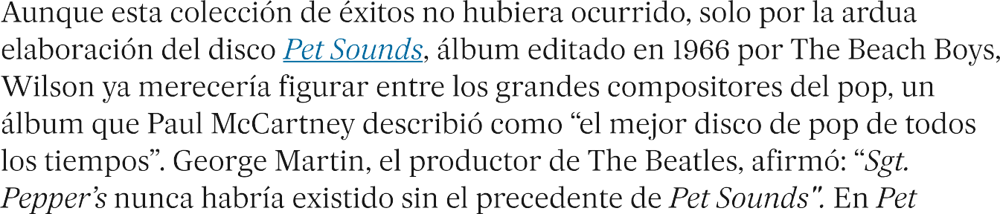 Aunque esta colección de éxitos no hubiera ocurrido, solo por la ardua
elaboración del disco Pet Sounds, álbum editado en 1966 por The Beach Boys,
Wilson ya merecería figurar entre los grandes compositores del pop, un
álbum que Paul McCartney describió como “el mejor disco de pop de todos
los tiempos”. George Martin, el productor de The Beatles, afirmó: “Sgt.
Pepper’s nunca habría existido sin el precedente de Pet Sounds". En Pet